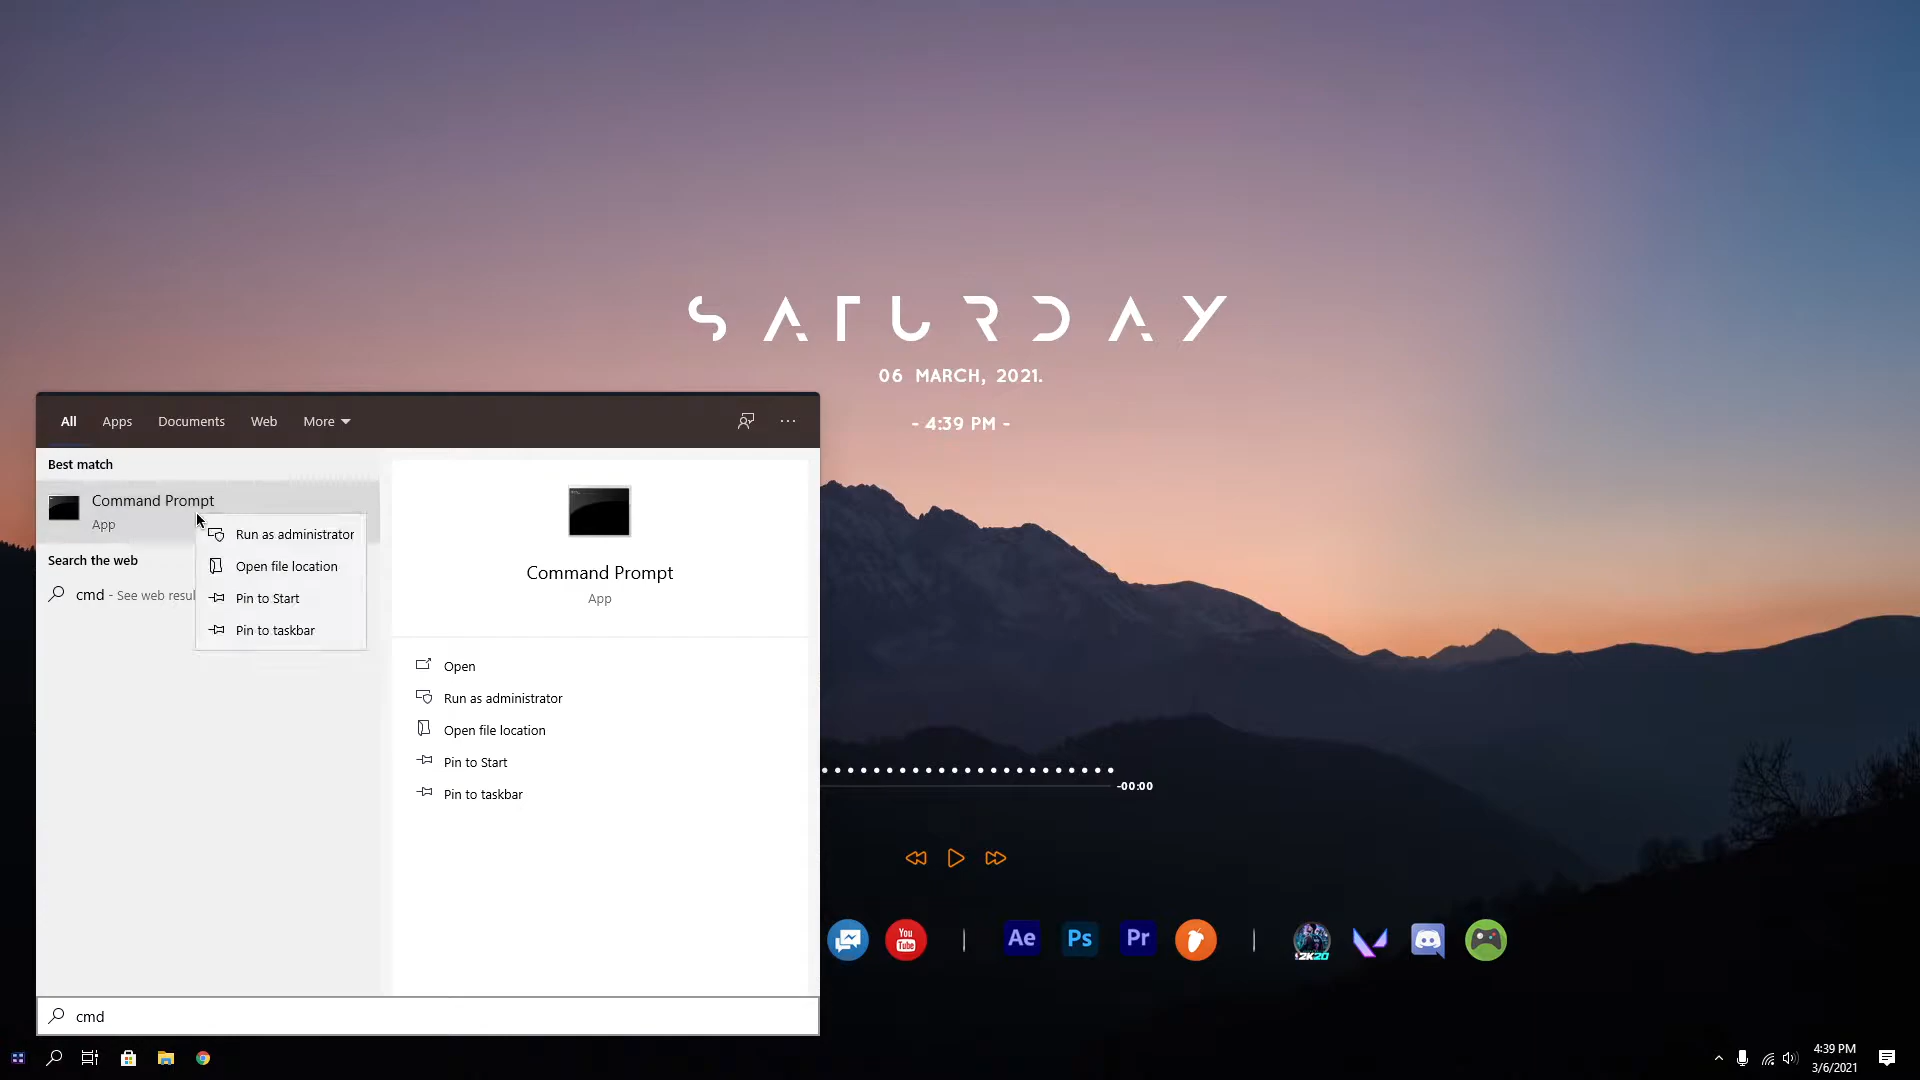 SATURDAY
06 MARCH, 2021.
- 4:39 PM -
All Apps Documents Web More
Best match
Command Prompt
App
Run as administrator
Open file location
Pin to Start
Pin to taskbar
Search the web
cmd - See web resul
Command Prompt
App
Open
Run as administrator
Open file location
Pin to Start
Pin to taskbar
-00:00
You
Tube
Ae
Ps
Pr
2K20
cmd
4:39 PM
3/6/2021